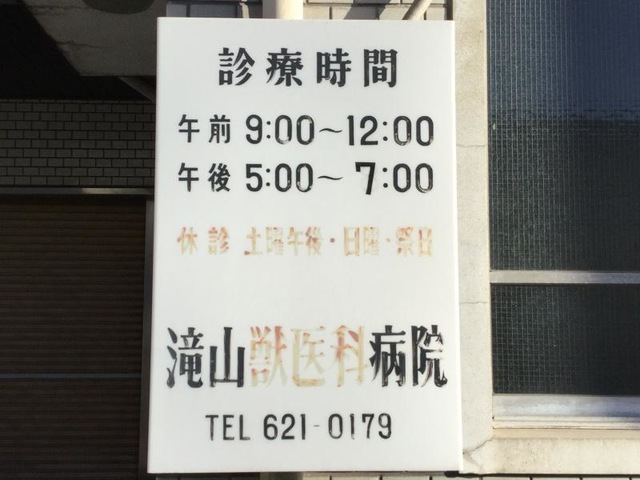 診療時間
午前 9:00～12:00
午後 5:00～ 7:00
休診 土曜午後・日曜・祭日
滝山獣医科病院
TEL 621-0179